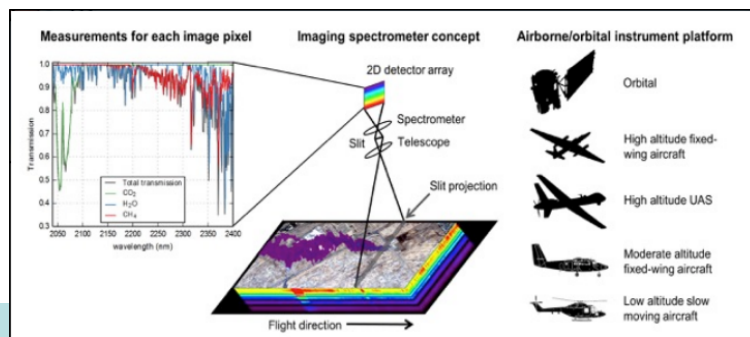 Measurements for each image pixel
Imaging spectrometer concept
Airborne/orbital instrument platform
1.0
0.9
0.8
0.7
0.6
0.5
0.4
0.3
Transmission
Total transmission
CO₂
H₂O
CH₄
2050 2100 2150 2200 2250 2300 2350 2400
wavelength (nm)
2D detector array
Spectrometer
Slit
Telescope
Slit projection
Flight direction
Orbital
High altitude fixed-
wing aircraft
High altitude UAS
Moderate altitude
fixed-wing aircraft
Low altitude slow
moving aircraft